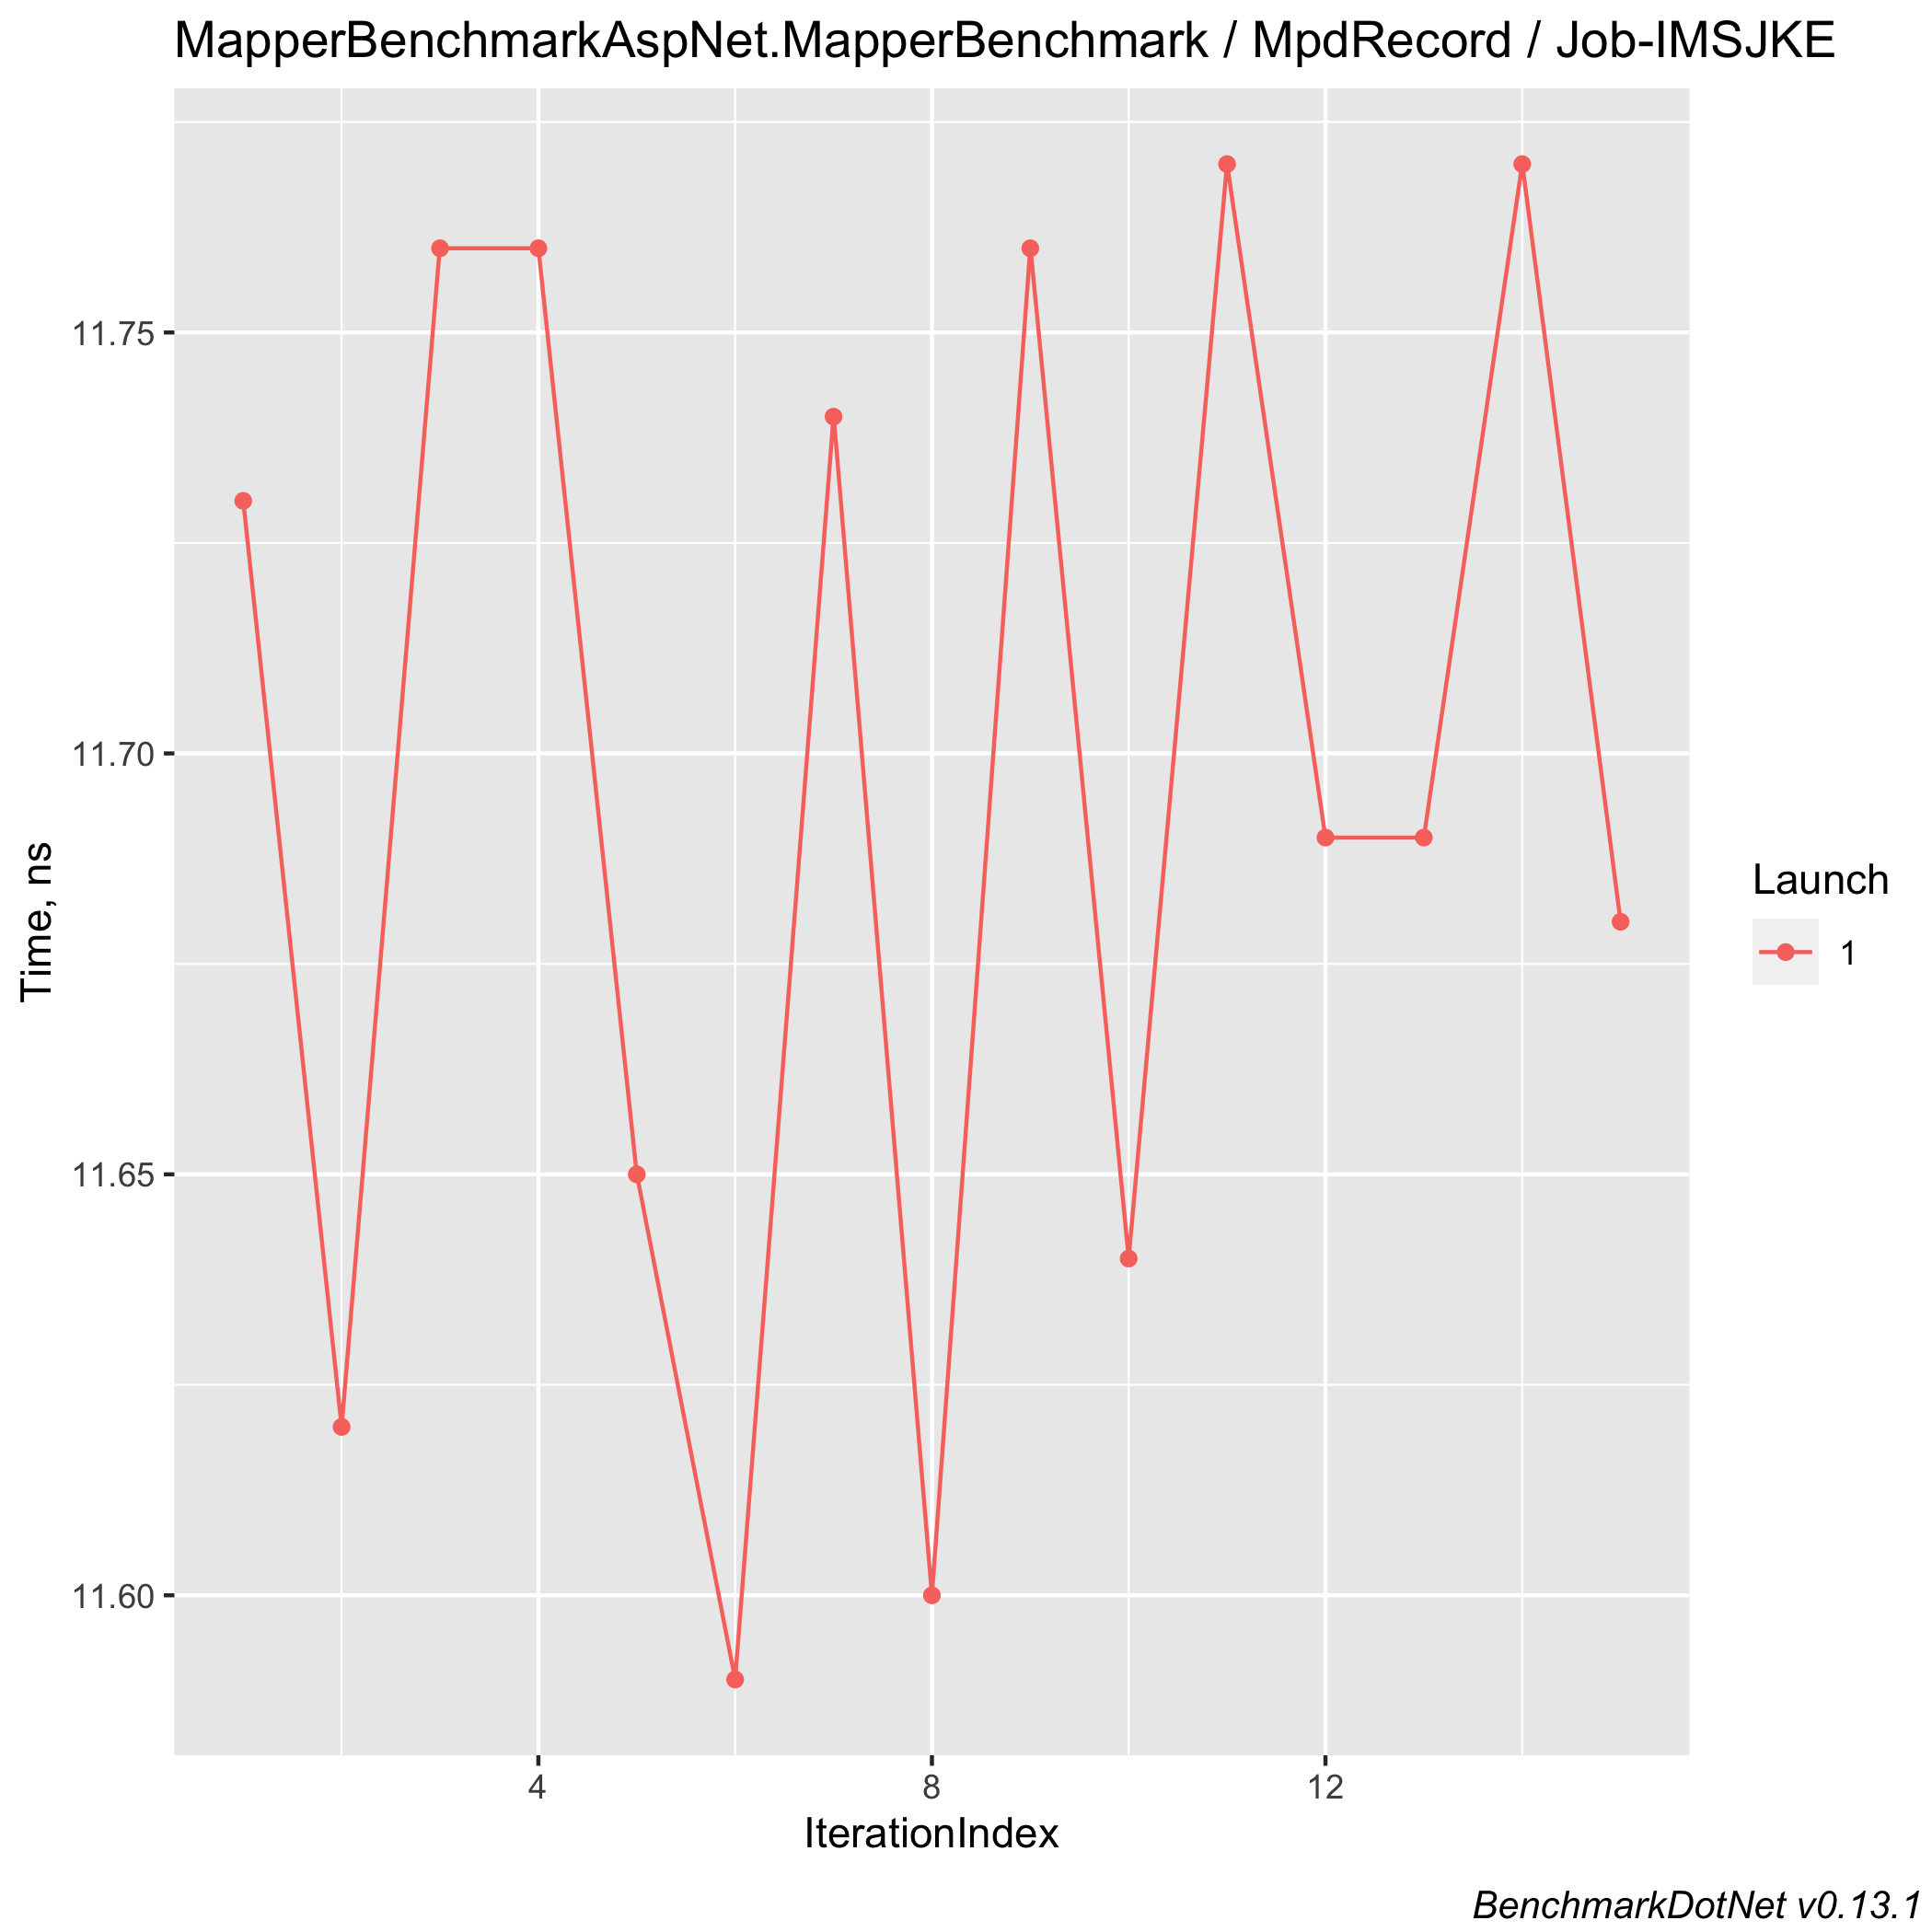 MapperBenchmarkAspNet.MapperBenchmark / MpdRecord / Job-IMSJKE
11.75
11.70
11.65
11.60
Time, ns
4
8
12
IterationIndex
Launch
1
BenchmarkDotNet v0.13.1